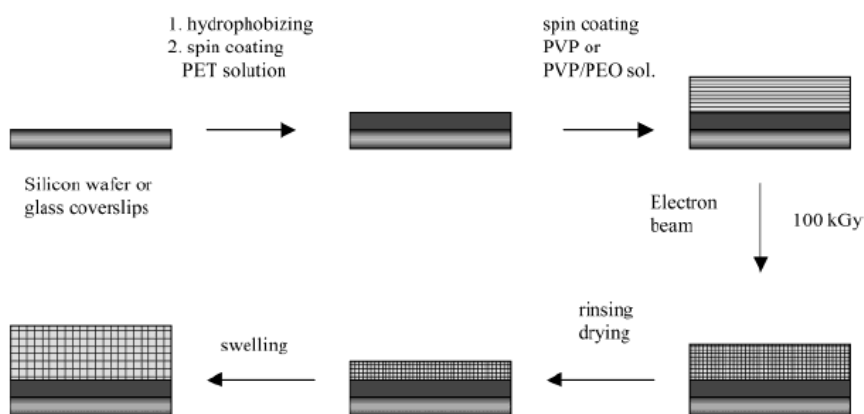 1. hydrophobizing
2. spin coating
PET solution
spin coating
PVP or
PVP/PEO sol.
Silicon wafer or
glass coverslips
Electron
beam
100 kGy
rinsing
drying
swelling